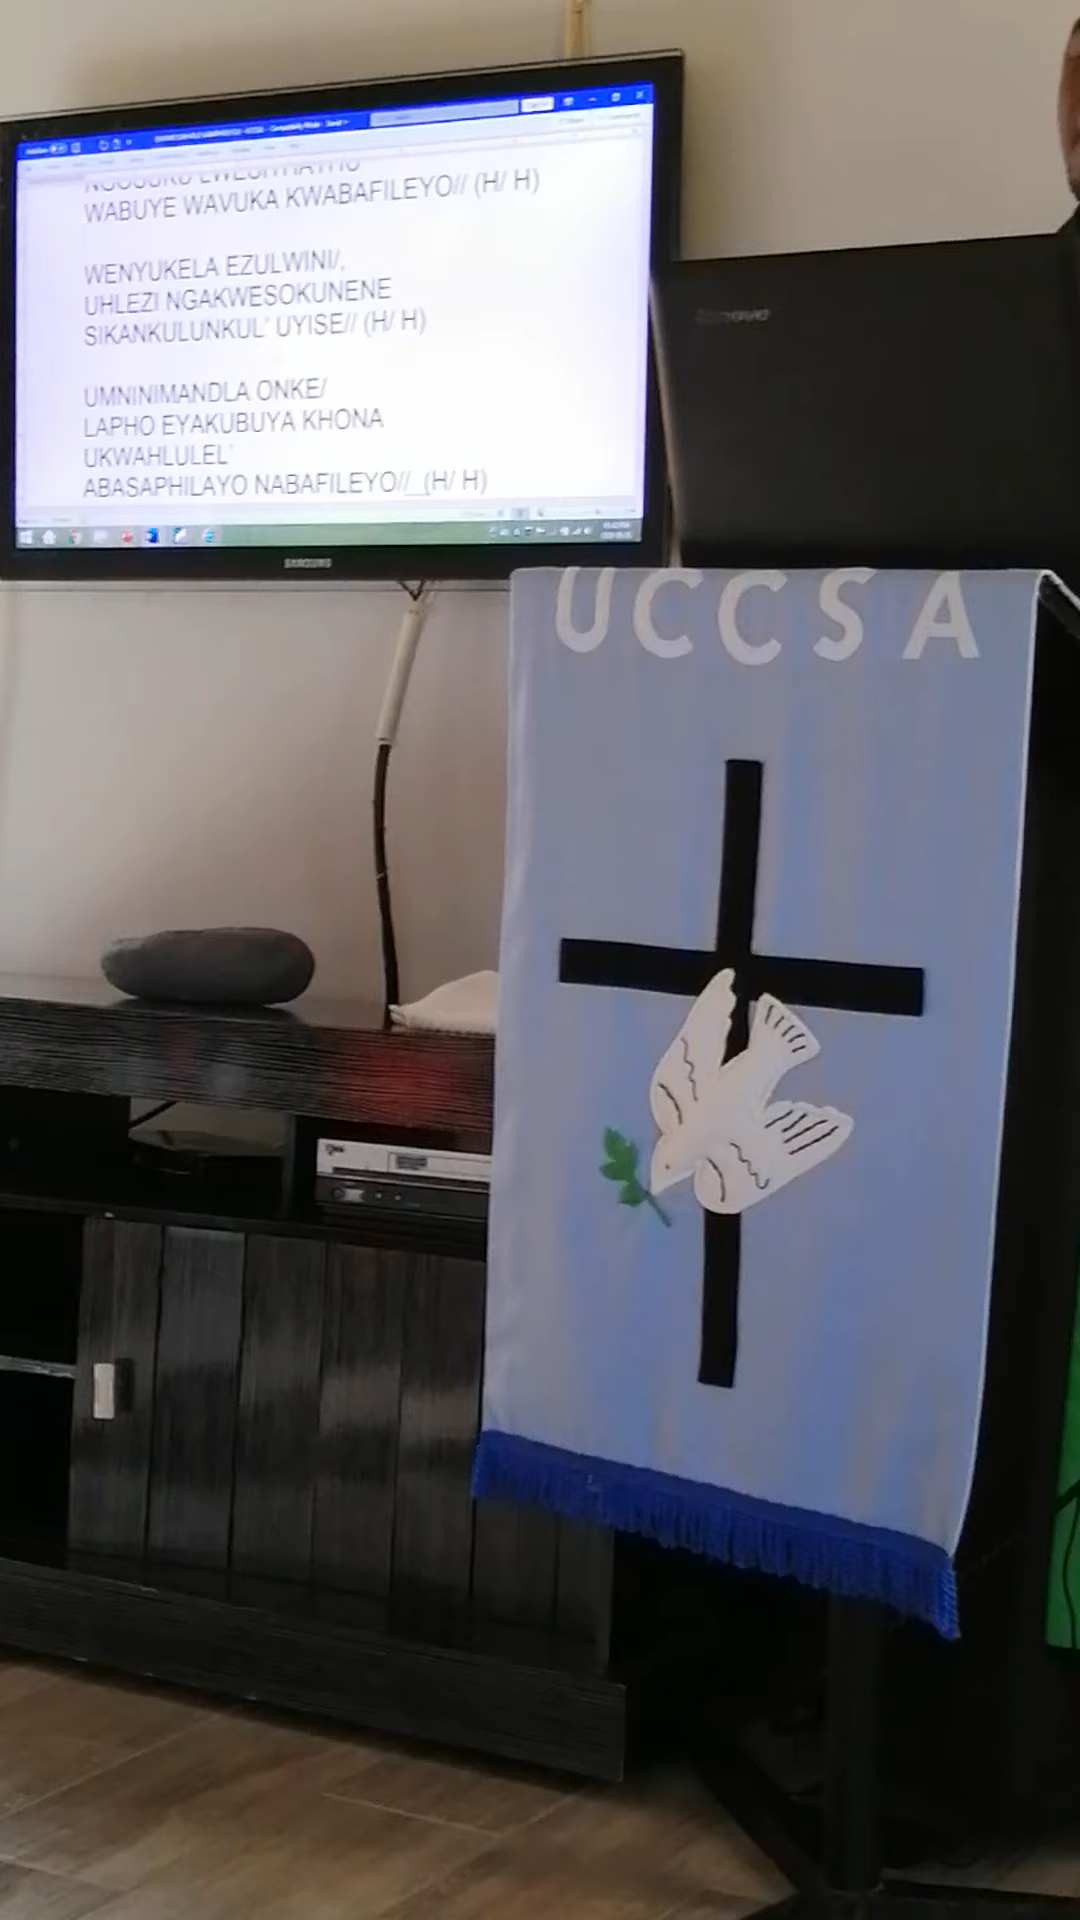 WABUYE WAVUKA KWABAFILEYO// (H/ H)
WENYUKELA EZULWINI/,
UHLEZI NGAKWESOKUNENE
SIKANKULUNKUL' UYISE// (H/ H)
UMNINIMANDLA ONKE/
LAPHO EYAKUBUYA KHONA
UKWAHLULEL'
ABASAPHILAYO NABAFILEYO// (H/ H)
SAMSUNG
lenovo
UCCSA